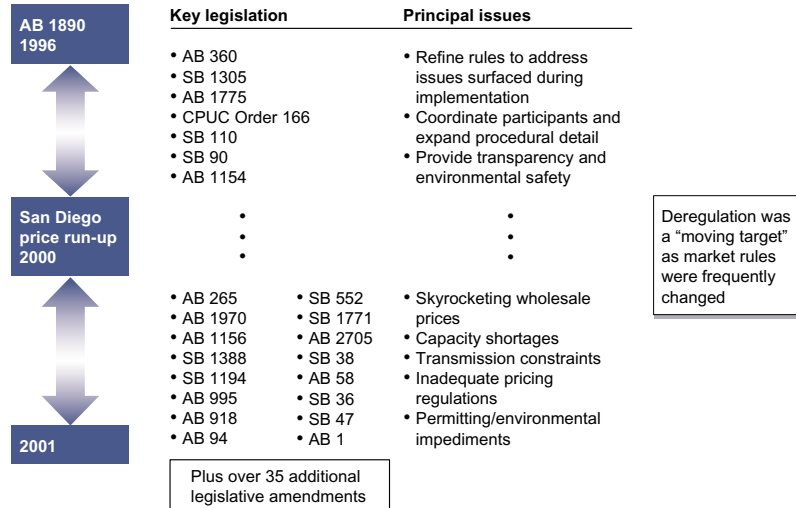 AB 1890
1996
Key legislation
Principal issues
• AB 360
• SB 1305
• AB 1775
• CPUC Order 166
• SB 110
• SB 90
• AB 1154
• Refine rules to address
issues surfaced during
implementation
• Coordinate participants and
expand procedural detail
• Provide transparency and
environmental safety
San Diego
price run-up
2000
•
•
•
•
•
•
Deregulation was
a “moving target”
as market rules
were frequently
changed
• AB 265
• AB 1970
• AB 1156
• SB 1388
• SB 1194
• AB 995
• AB 918
• AB 94
• SB 552
• SB 1771
• AB 2705
• SB 38
• AB 58
• SB 36
• SB 47
• AB 1
• Skyrocketing wholesale
prices
• Capacity shortages
• Transmission constraints
• Inadequate pricing
regulations
• Permitting/environmental
impediments
2001
Plus over 35 additional
legislative amendments